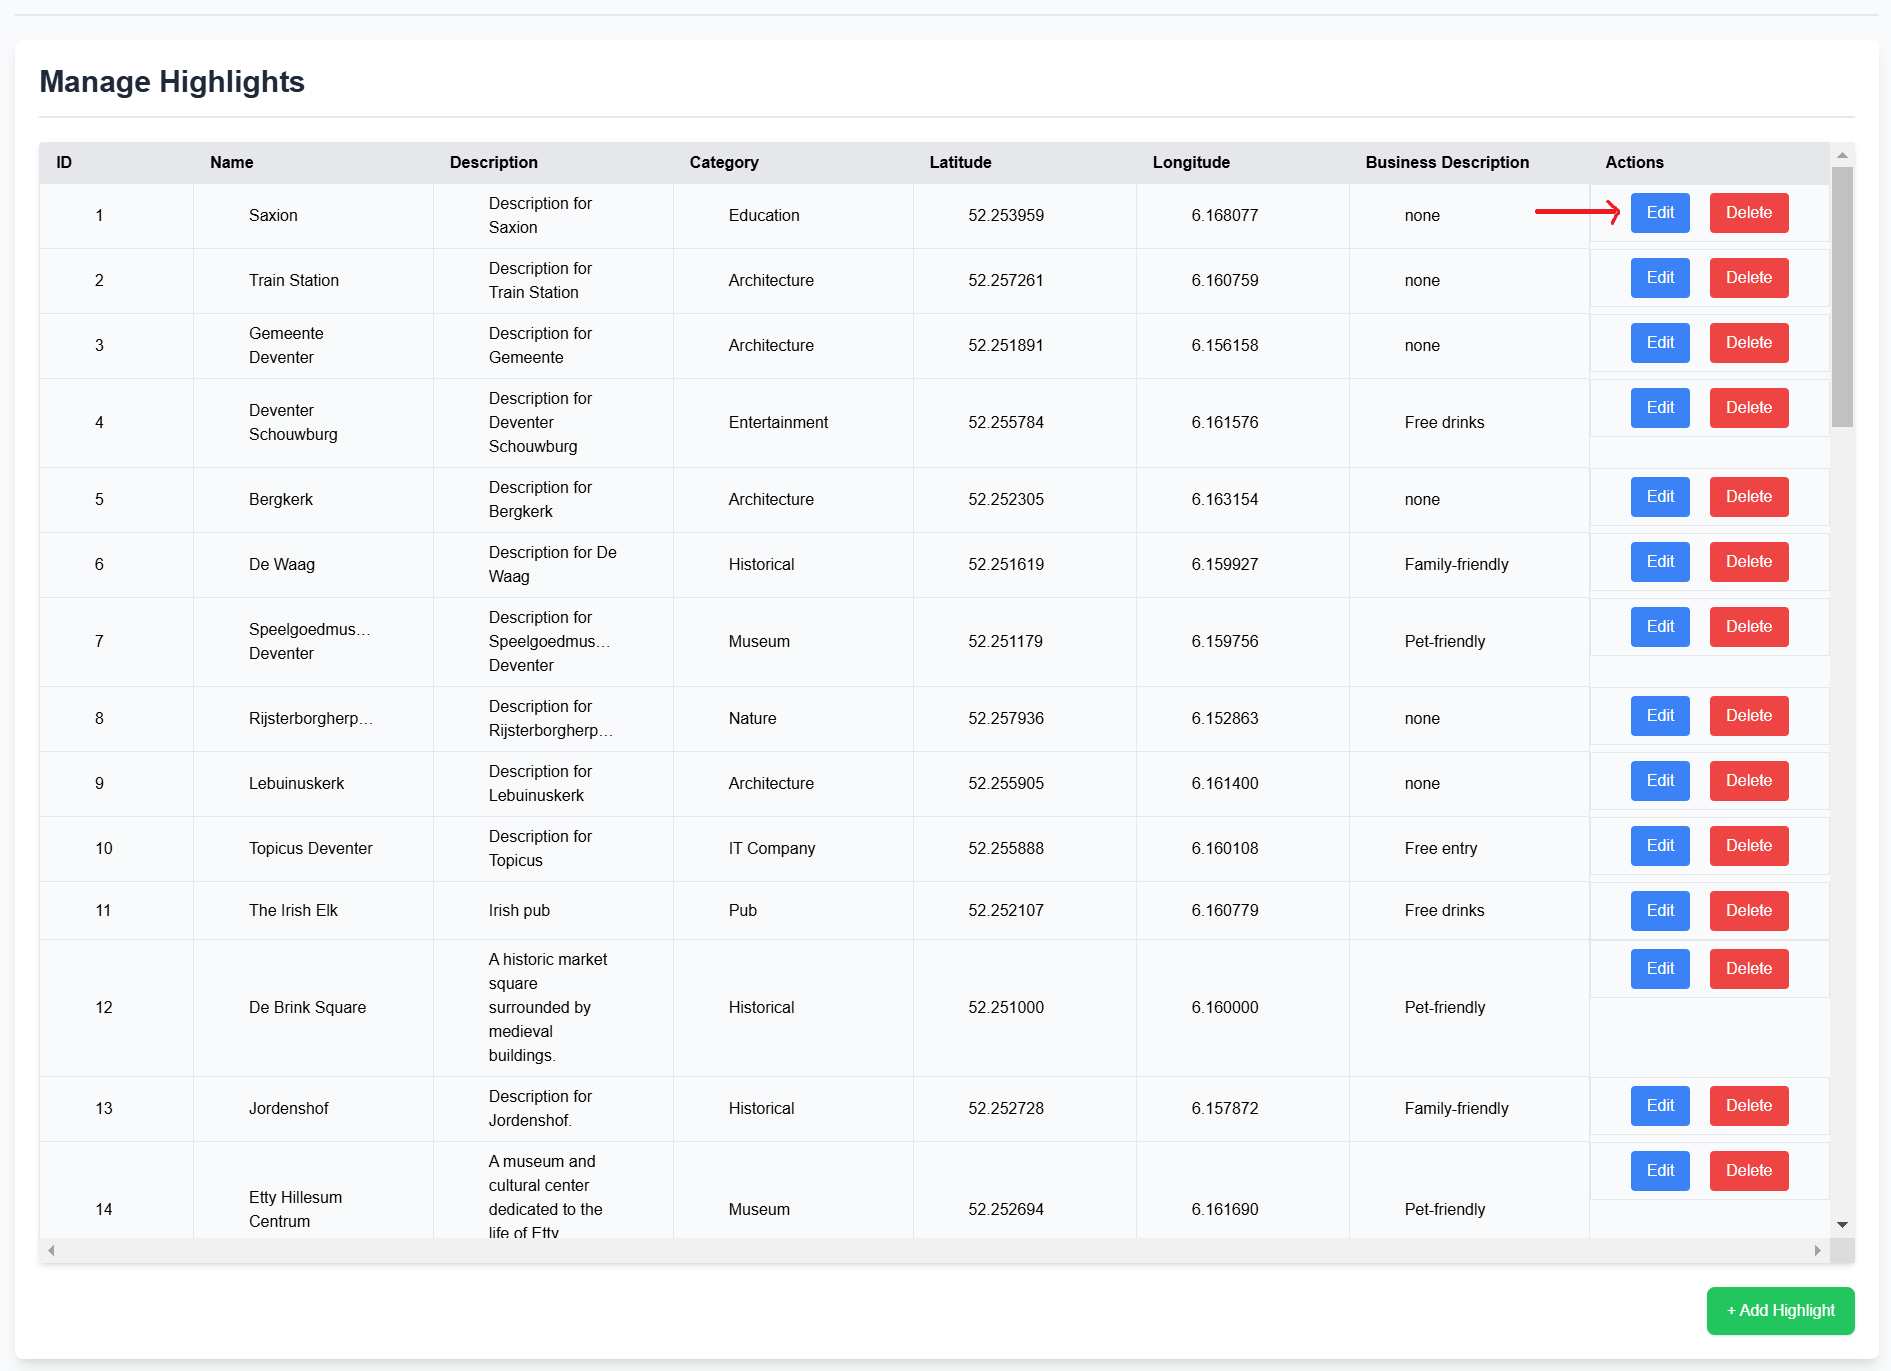 Manage Highlights
ID Name Description Category Latitude Longitude Business Description Actions
1 Saxion Description for Saxion Education 52.253959 6.168077 none Edit Delete
2 Train Station Description for Train Station Architecture 52.257261 6.160759 none Edit Delete
3 Gemeente Deventer Description for Gemeente Architecture 52.251891 6.156158 none Edit Delete
4 Deventer Schouwburg Description for Deventer Schouwburg Entertainment 52.255784 6.161576 Free drinks Edit Delete
5 Bergkerk Description for Bergkerk Architecture 52.252305 6.163154 none Edit Delete
6 De Waag Description for De Waag Historical 52.251619 6.159927 Family-friendly Edit Delete
7 Speelgoedmus… Deventer Description for Speelgoedmus… Deventer Museum 52.251179 6.159756 Pet-friendly Edit Delete
8 Rijsterborgherp… Description for Rijsterborgherp… Nature 52.257936 6.152863 none Edit Delete
9 Lebuinuskerk Description for Lebuinuskerk Architecture 52.255905 6.161400 none Edit Delete
10 Topicus Deventer Description for Topicus IT Company 52.255888 6.160108 Free entry Edit Delete
11 The Irish Elk Irish pub Pub 52.252107 6.160779 Free drinks Edit Delete
12 De Brink Square A historic market square surrounded by medieval buildings. Historical 52.251000 6.160000 Pet-friendly Edit Delete
13 Jordenshof Description for Jordenshof. Historical 52.252728 6.157872 Family-friendly Edit Delete
14 Etty Hillesum Centrum A museum and cultural center dedicated to the life of Etty Museum 52.252694 6.161690 Pet-friendly Edit Delete
+ Add Highlight